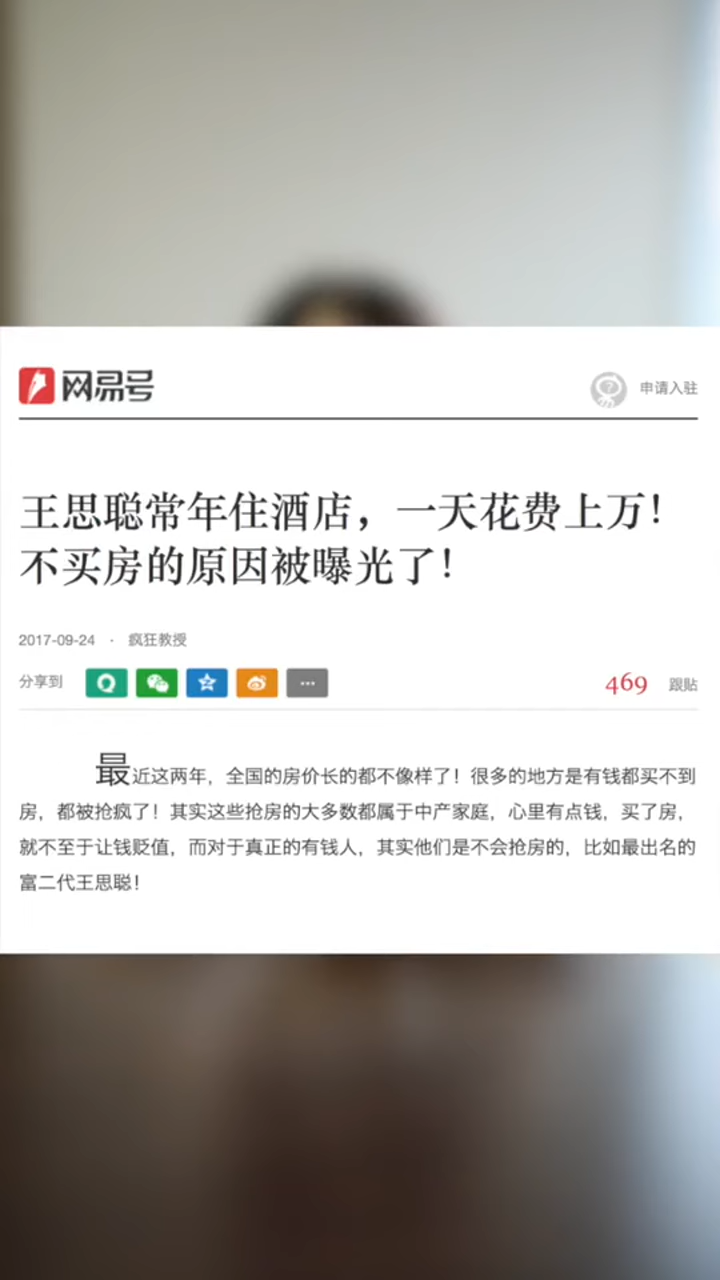 网易号
申请入驻
王思聪常年住酒店，一天花费上万！
不买房的原因被曝光了！
2017-09-24 · 疯狂教授
分享到
469 跟贴
最近这两年，全国的房价长的都不像样了！很多的地方是有钱都买不到
房，都被抢疯了！其实这些抢房的大多数都属于中产家庭，心里有点钱，买了房，
就不至于让钱贬值，而对于真正的有钱人，其实他们是不会抢房的，比如最出名的
富二代王思聪！